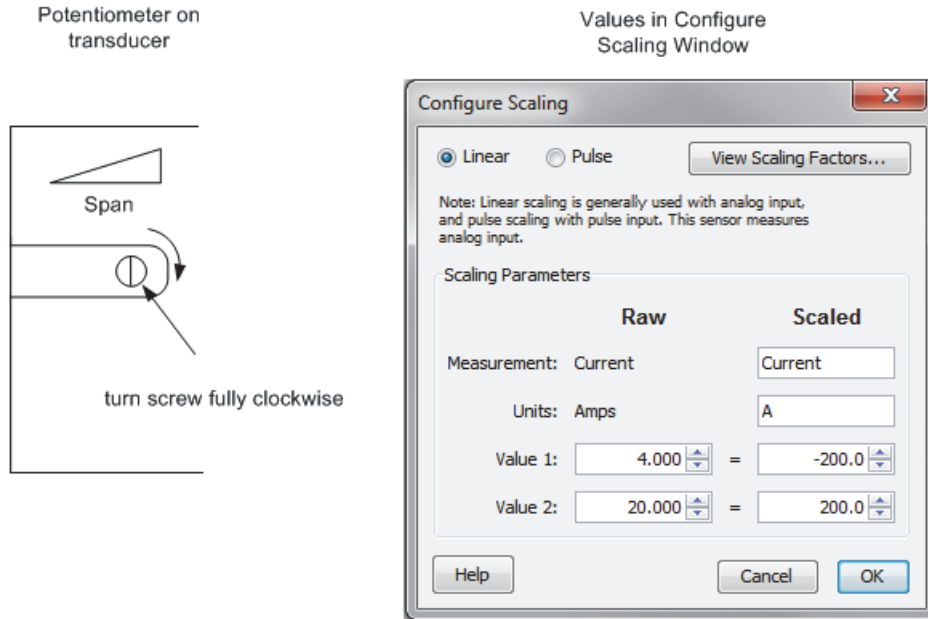 Potentiometer on
transducer
Values in Configure
Scaling Window
Span
turn screw fully clockwise
Configure Scaling
Linear Pulse View Scaling Factors...
Note: Linear scaling is generally used with analog input,
and pulse scaling with pulse input. This sensor measures
analog input.
Scaling Parameters
Raw Scaled
Measurement: Current Current
Units: Amps A
Value 1: 4.000 = -200.0
Value 2: 20.000 = 200.0
Help Cancel OK